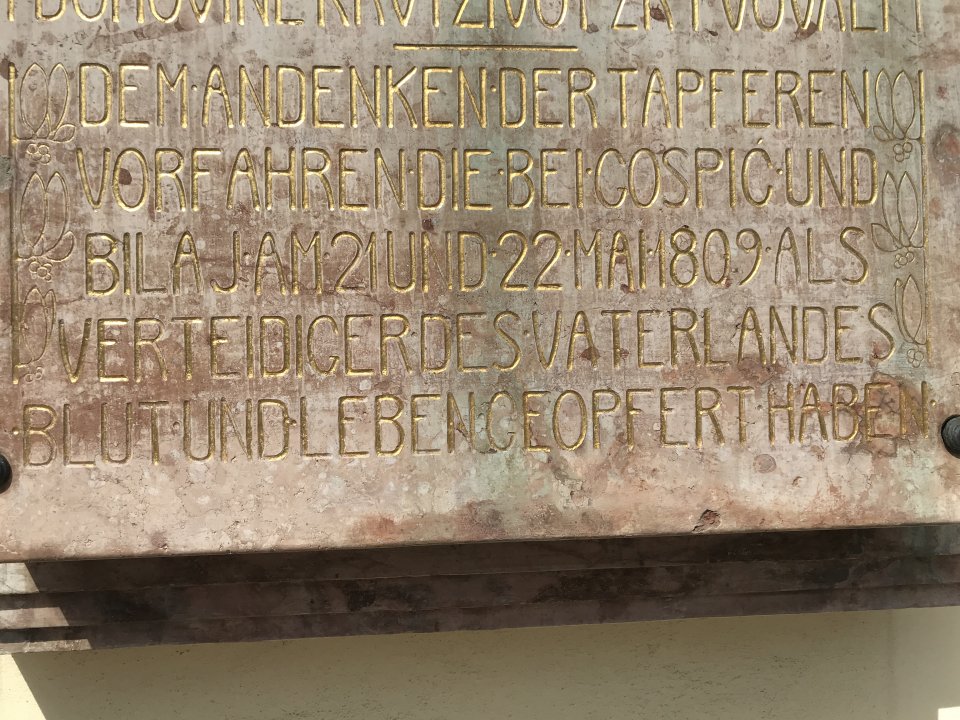 DEM·ANDENKEN·DER TAPFEREN
VORFAHREN·DIE·BEI·GOSPIĆ·UND
BILAJ·AM 21 UND·22·MAI·1809·ALS
VERTEIDIGER DES VATERLANDES
·BLUT UND LEBEN GEOPFERT HABEN·